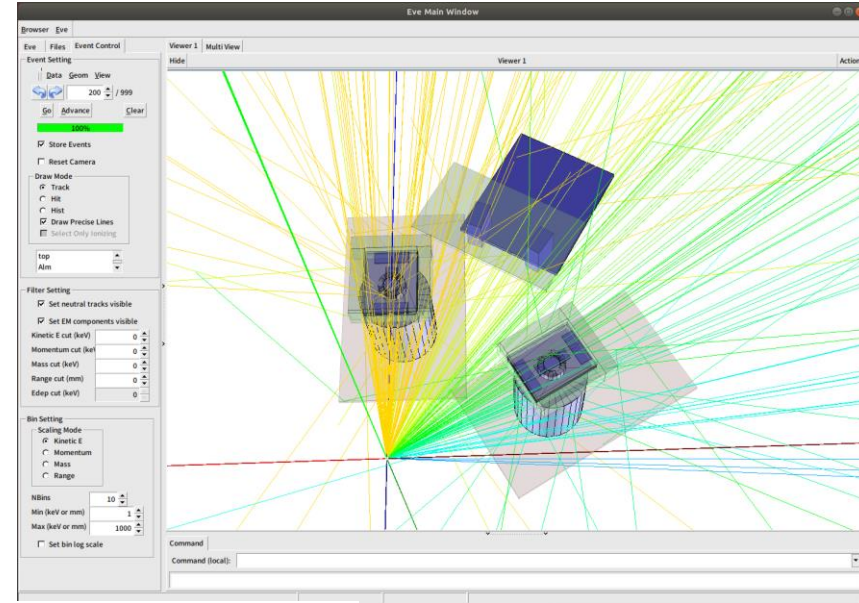 Eve Main Window
Browser Eve
Eve Files Event Control
Viewer 1 Multi View
Event Setting
Hide Viewer 1 Action
Data Geom View
200 / 999
Go Advance Clear
100%
Store Events
Reset Camera
Draw Mode
Track
Hit
Hist
Draw Precise Lines
Select Only Ionizing
top
Alm
Filter Setting
Set neutral tracks visible
Set EM components visible
Kinetic E cut (keV) 0
Momentum cut (keV 0
Mass cut (keV) 0
Range cut (mm) 0
Edep cut (keV) 0
Bin Setting
Scaling Mode
Kinetic E
Momentum
Mass
Range
NBins 10
Min (keV or mm) 1
Max (keV or mm) 1000
Set bin log scale
Command
Command (local):